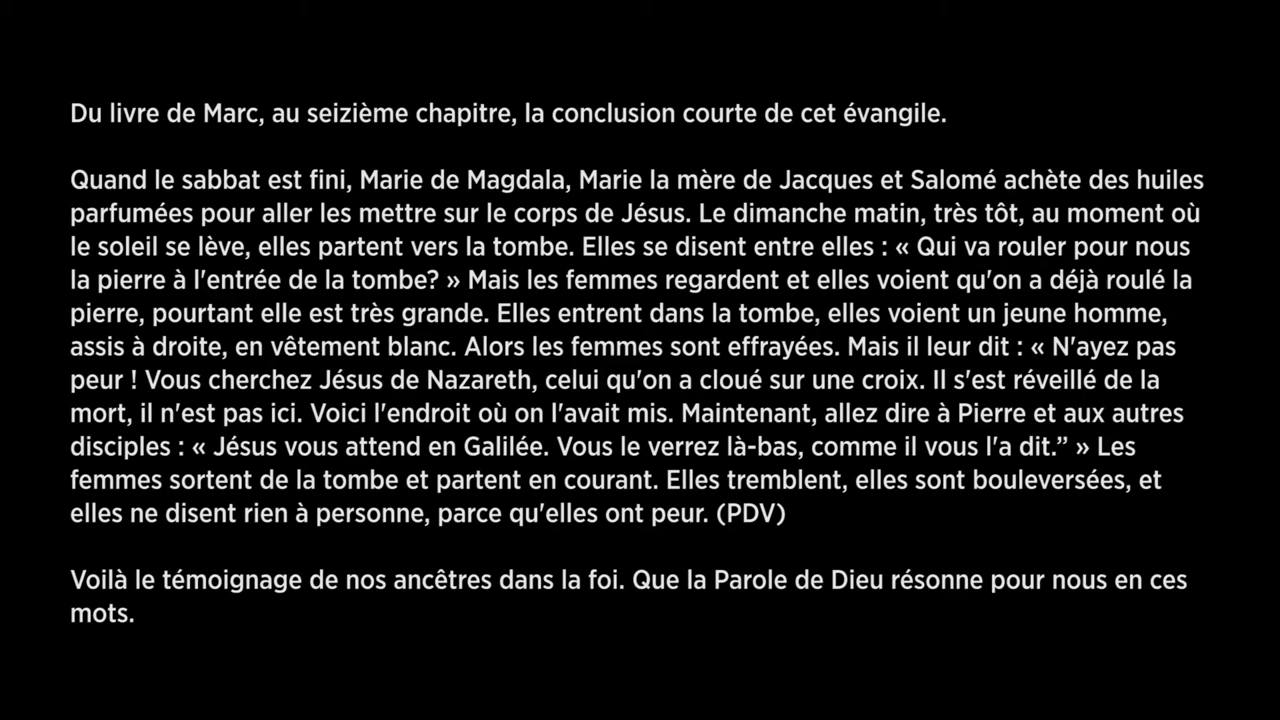 Du livre de Marc, au seizième chapitre, la conclusion courte de cet évangile.
Quand le sabbat est fini, Marie de Magdala, Marie la mère de Jacques et Salomé achète des huiles
parfumées pour aller les mettre sur le corps de Jésus. Le dimanche matin, très tôt, au moment où
le soleil se lève, elles partent vers la tombe. Elles se disent entre elles : « Qui va rouler pour nous
la pierre à l'entrée de la tombe? » Mais les femmes regardent et elles voient qu'on a déjà roulé la
pierre, pourtant elle est très grande. Elles entrent dans la tombe, elles voient un jeune homme,
assis à droite, en vêtement blanc. Alors les femmes sont effrayées. Mais il leur dit : « N'ayez pas
peur ! Vous cherchez Jésus de Nazareth, celui qu'on a cloué sur une croix. Il s'est réveillé de la
mort, il n'est pas ici. Voici l'endroit où on l'avait mis. Maintenant, allez dire à Pierre et aux autres
disciples : « Jésus vous attend en Galilée. Vous le verrez là-bas, comme il vous l'a dit.” » Les
femmes sortent de la tombe et partent en courant. Elles tremblent, elles sont bouleversées, et
elles ne disent rien à personne, parce qu'elles ont peur. (PDV)
Voilà le témoignage de nos ancêtres dans la foi. Que la Parole de Dieu résonne pour nous en ces
mots.